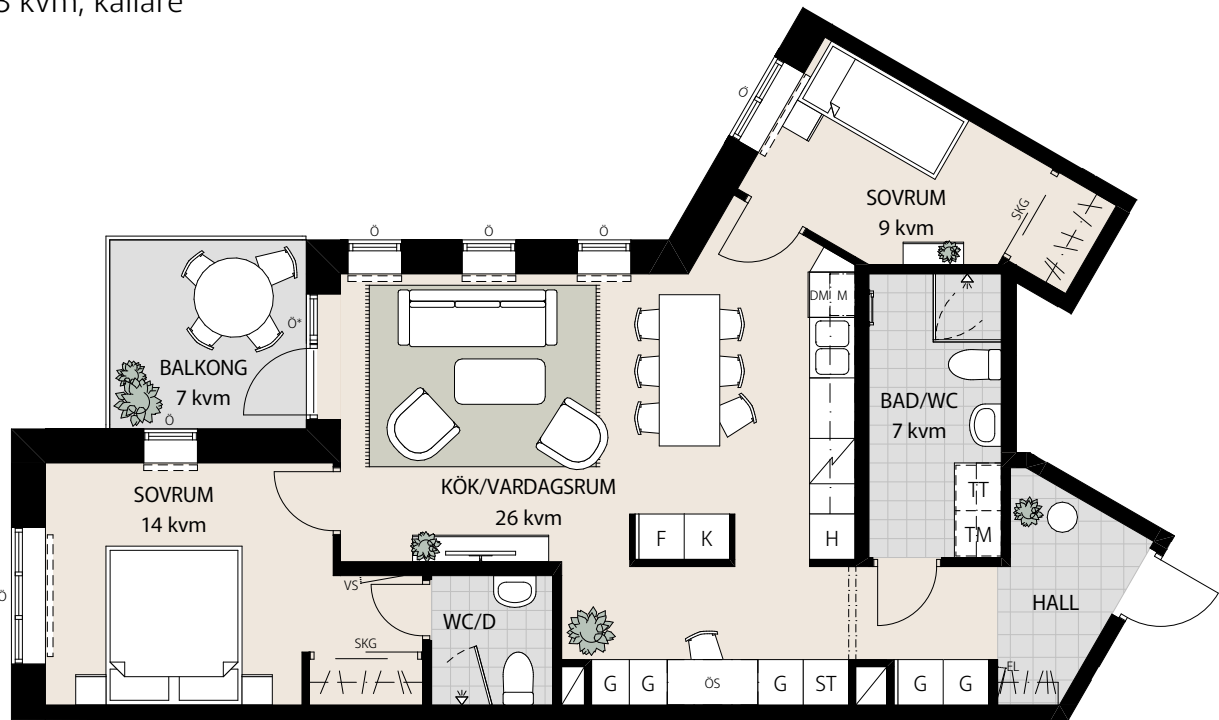 kvm, källare
Ö
SOVRUM
9 kvm
SKG
Ö
Ö
Ö
DM M
Ö*
BALKONG
7 kvm
Ö
BAD/WC
7 kvm
SOVRUM
14 kvm
KÖK/VARDAGSRUM
26 kvm
F K
H
TT
TM
Ö
VS
WC/D
SKG
HALL
EL
G G ÖS G ST G G